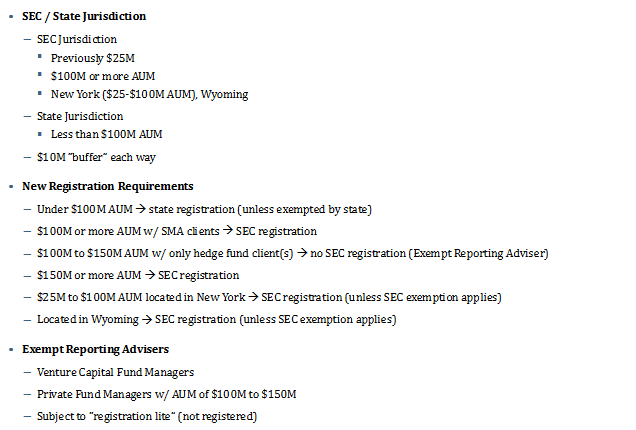 • SEC / State Jurisdiction
– SEC Jurisdiction
▪ Previously $25M
▪ $100M or more AUM
▪ New York ($25-$100M AUM), Wyoming
– State Jurisdiction
▪ Less than $100M AUM
– $10M "buffer" each way
• New Registration Requirements
– Under $100M AUM → state registration (unless exempted by state)
– $100M or more AUM w/ SMA clients → SEC registration
– $100M to $150M AUM w/ only hedge fund client(s) → no SEC registration (Exempt Reporting Adviser)
– $150M or more AUM → SEC registration
– $25M to $100M AUM located in New York → SEC registration (unless SEC exemption applies)
– Located in Wyoming → SEC registration (unless SEC exemption applies)
• Exempt Reporting Advisers
– Venture Capital Fund Managers
– Private Fund Managers w/ AUM of $100M to $150M
– Subject to "registration lite" (not registered)